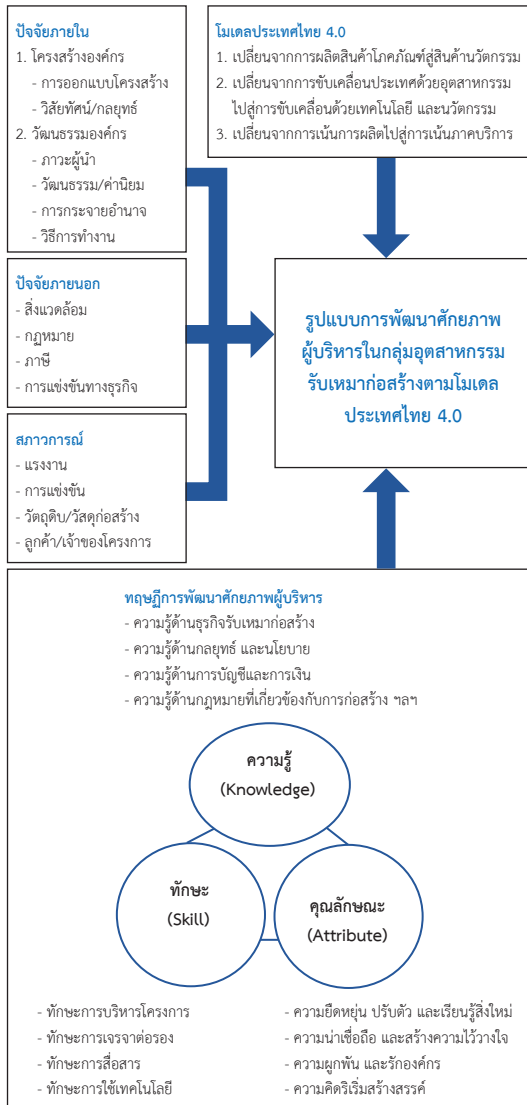 ปัจจัยภายใน
1. โครงสร้างองค์กร
- การออกแบบโครงสร้าง
- วิสัยทัศน์/กลยุทธ์
2. วัฒนธรรมองค์กร
- ภาวะผู้นำ
- วัฒนธรรม/ค่านิยม
- การกระจายอำนาจ
- วิธีการทำงาน
โมเดลประเทศไทย 4.0
1. เปลี่ยนจากการผลิตสินค้าโภคภัณฑ์สู่สินค้านวัตกรรม
2. เปลี่ยนจากการขับเคลื่อนประเทศด้วยอุตสาหกรรม
ไปสู่การขับเคลื่อนด้วยเทคโนโลยี และนวัตกรรม
3. เปลี่ยนจากการเน้นการผลิตไปสู่การเน้นภาคบริการ
ปัจจัยภายนอก
- สิ่งแวดล้อม
- กฎหมาย
- ภาษี
- การแข่งขันทางธุรกิจ
รูปแบบการพัฒนาศักยภาพ
ผู้บริหารในกลุ่มอุตสาหกรรม
รับเหมาก่อสร้างตามโมเดล
ประเทศไทย 4.0
สภาวการณ์
- แรงงาน
- การแข่งขัน
- วัตถุดิบ/วัสดุก่อสร้าง
- ลูกค้า/เจ้าของโครงการ
ทฤษฎีการพัฒนาศักยภาพผู้บริหาร
- ความรู้ด้านธุรกิจรับเหมาก่อสร้าง
- ความรู้ด้านกลยุทธ์ และนโยบาย
- ความรู้ด้านการบัญชีและการเงิน
- ความรู้ด้านกฎหมายที่เกี่ยวข้องกับการก่อสร้าง ฯลฯ
ความรู้
(Knowledge)
ทักษะ
(Skill)
คุณลักษณะ
(Attribute)
- ทักษะการบริหารโครงการ
- ทักษะการเจรจาต่อรอง
- ทักษะการสื่อสาร
- ทักษะการใช้เทคโนโลยี
- ความยืดหยุ่น ปรับตัว และเรียนรู้สิ่งใหม่
- ความน่าเชื่อถือ และสร้างความไว้วางใจ
- ความผูกพัน และรักองค์กร
- ความคิดริเริ่มสร้างสรรค์